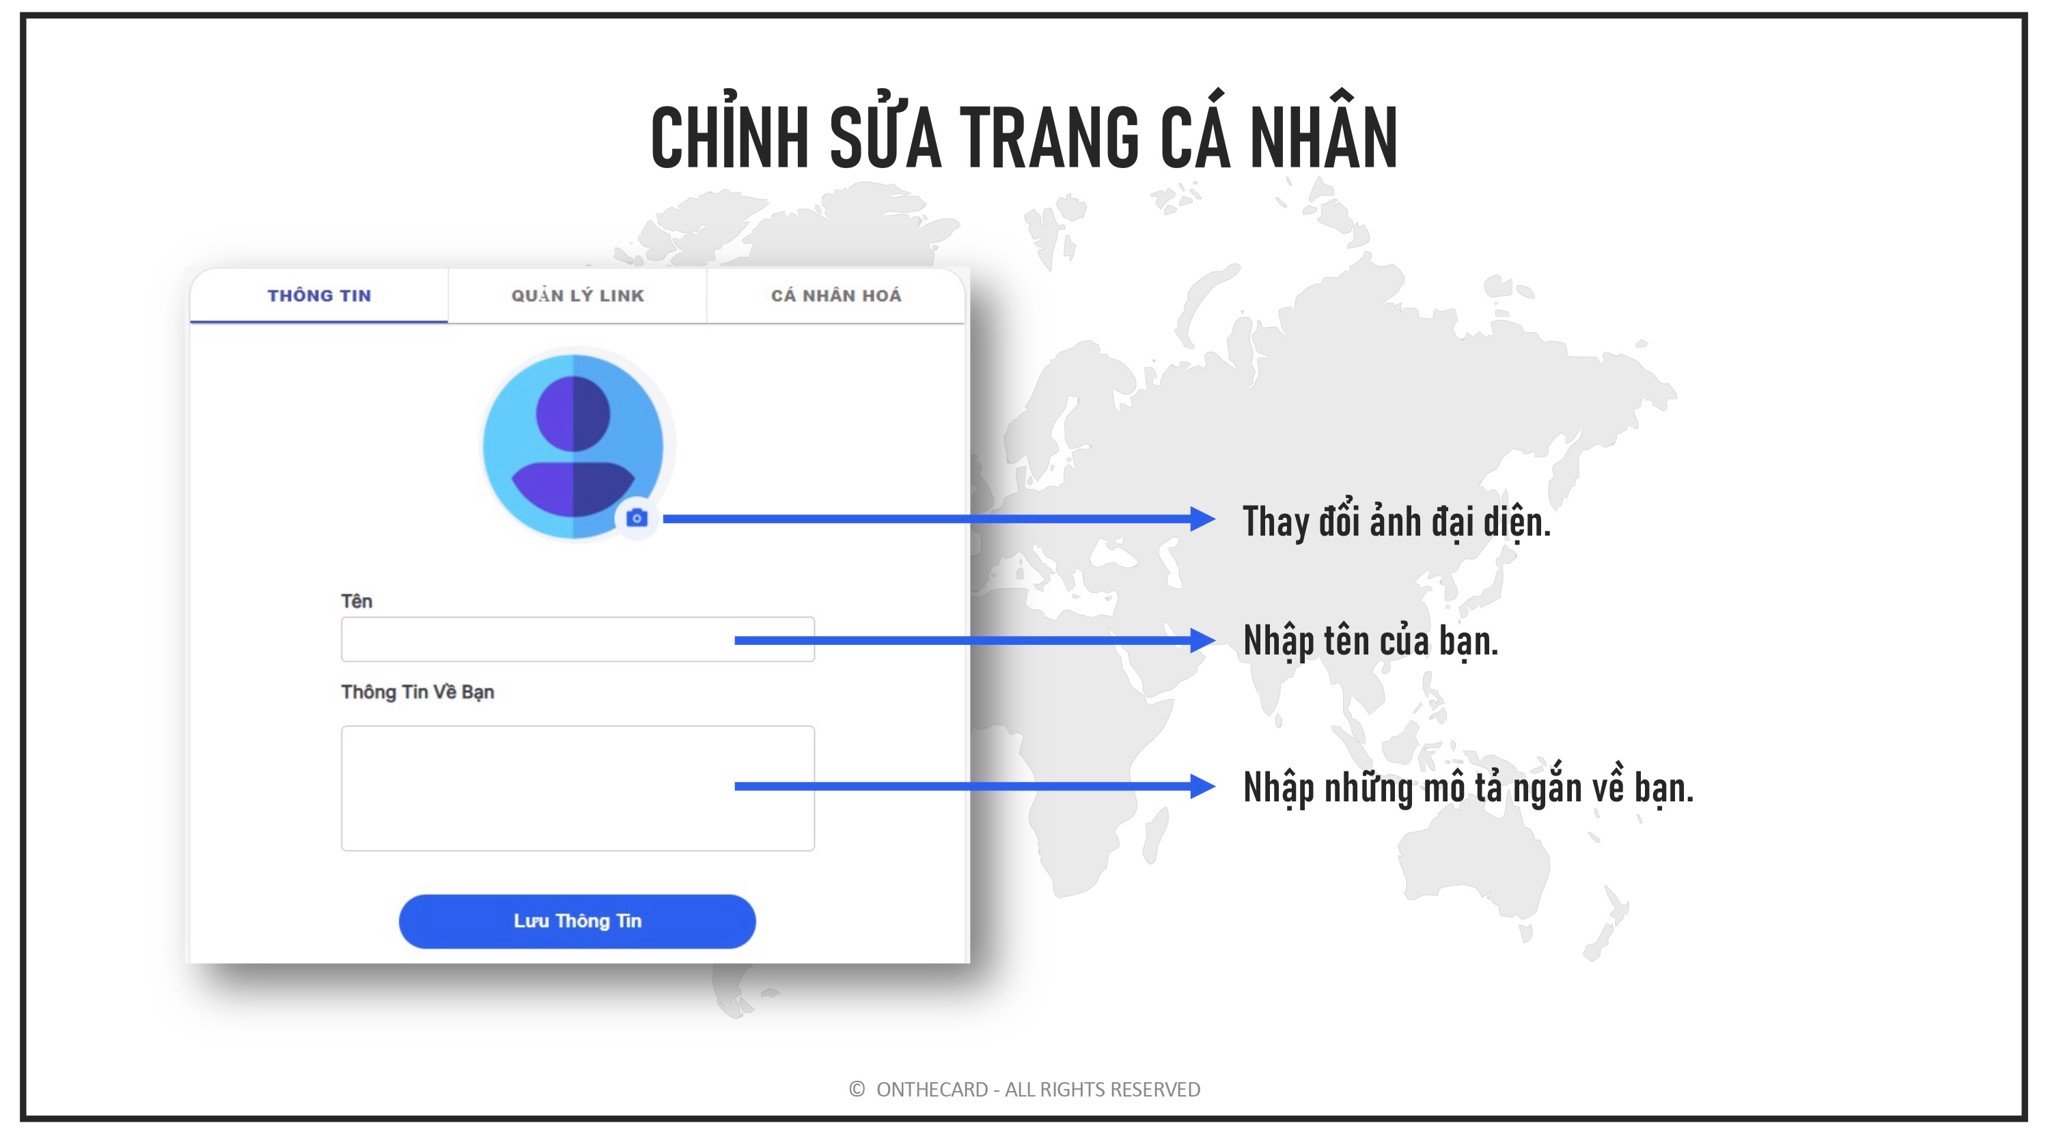 CHỈNH SỬA TRANG CÁ NHÂN
THÔNG TIN
QUẢN LÝ LINK
CÁ NHÂN HOÁ
Thay đổi ảnh đại diện.
Tên
Nhập tên của bạn.
Thông Tin Về Bạn
Nhập những mô tả ngắn về bạn.
Lưu Thông Tin
© ONTHECARD - ALL RIGHTS RESERVED